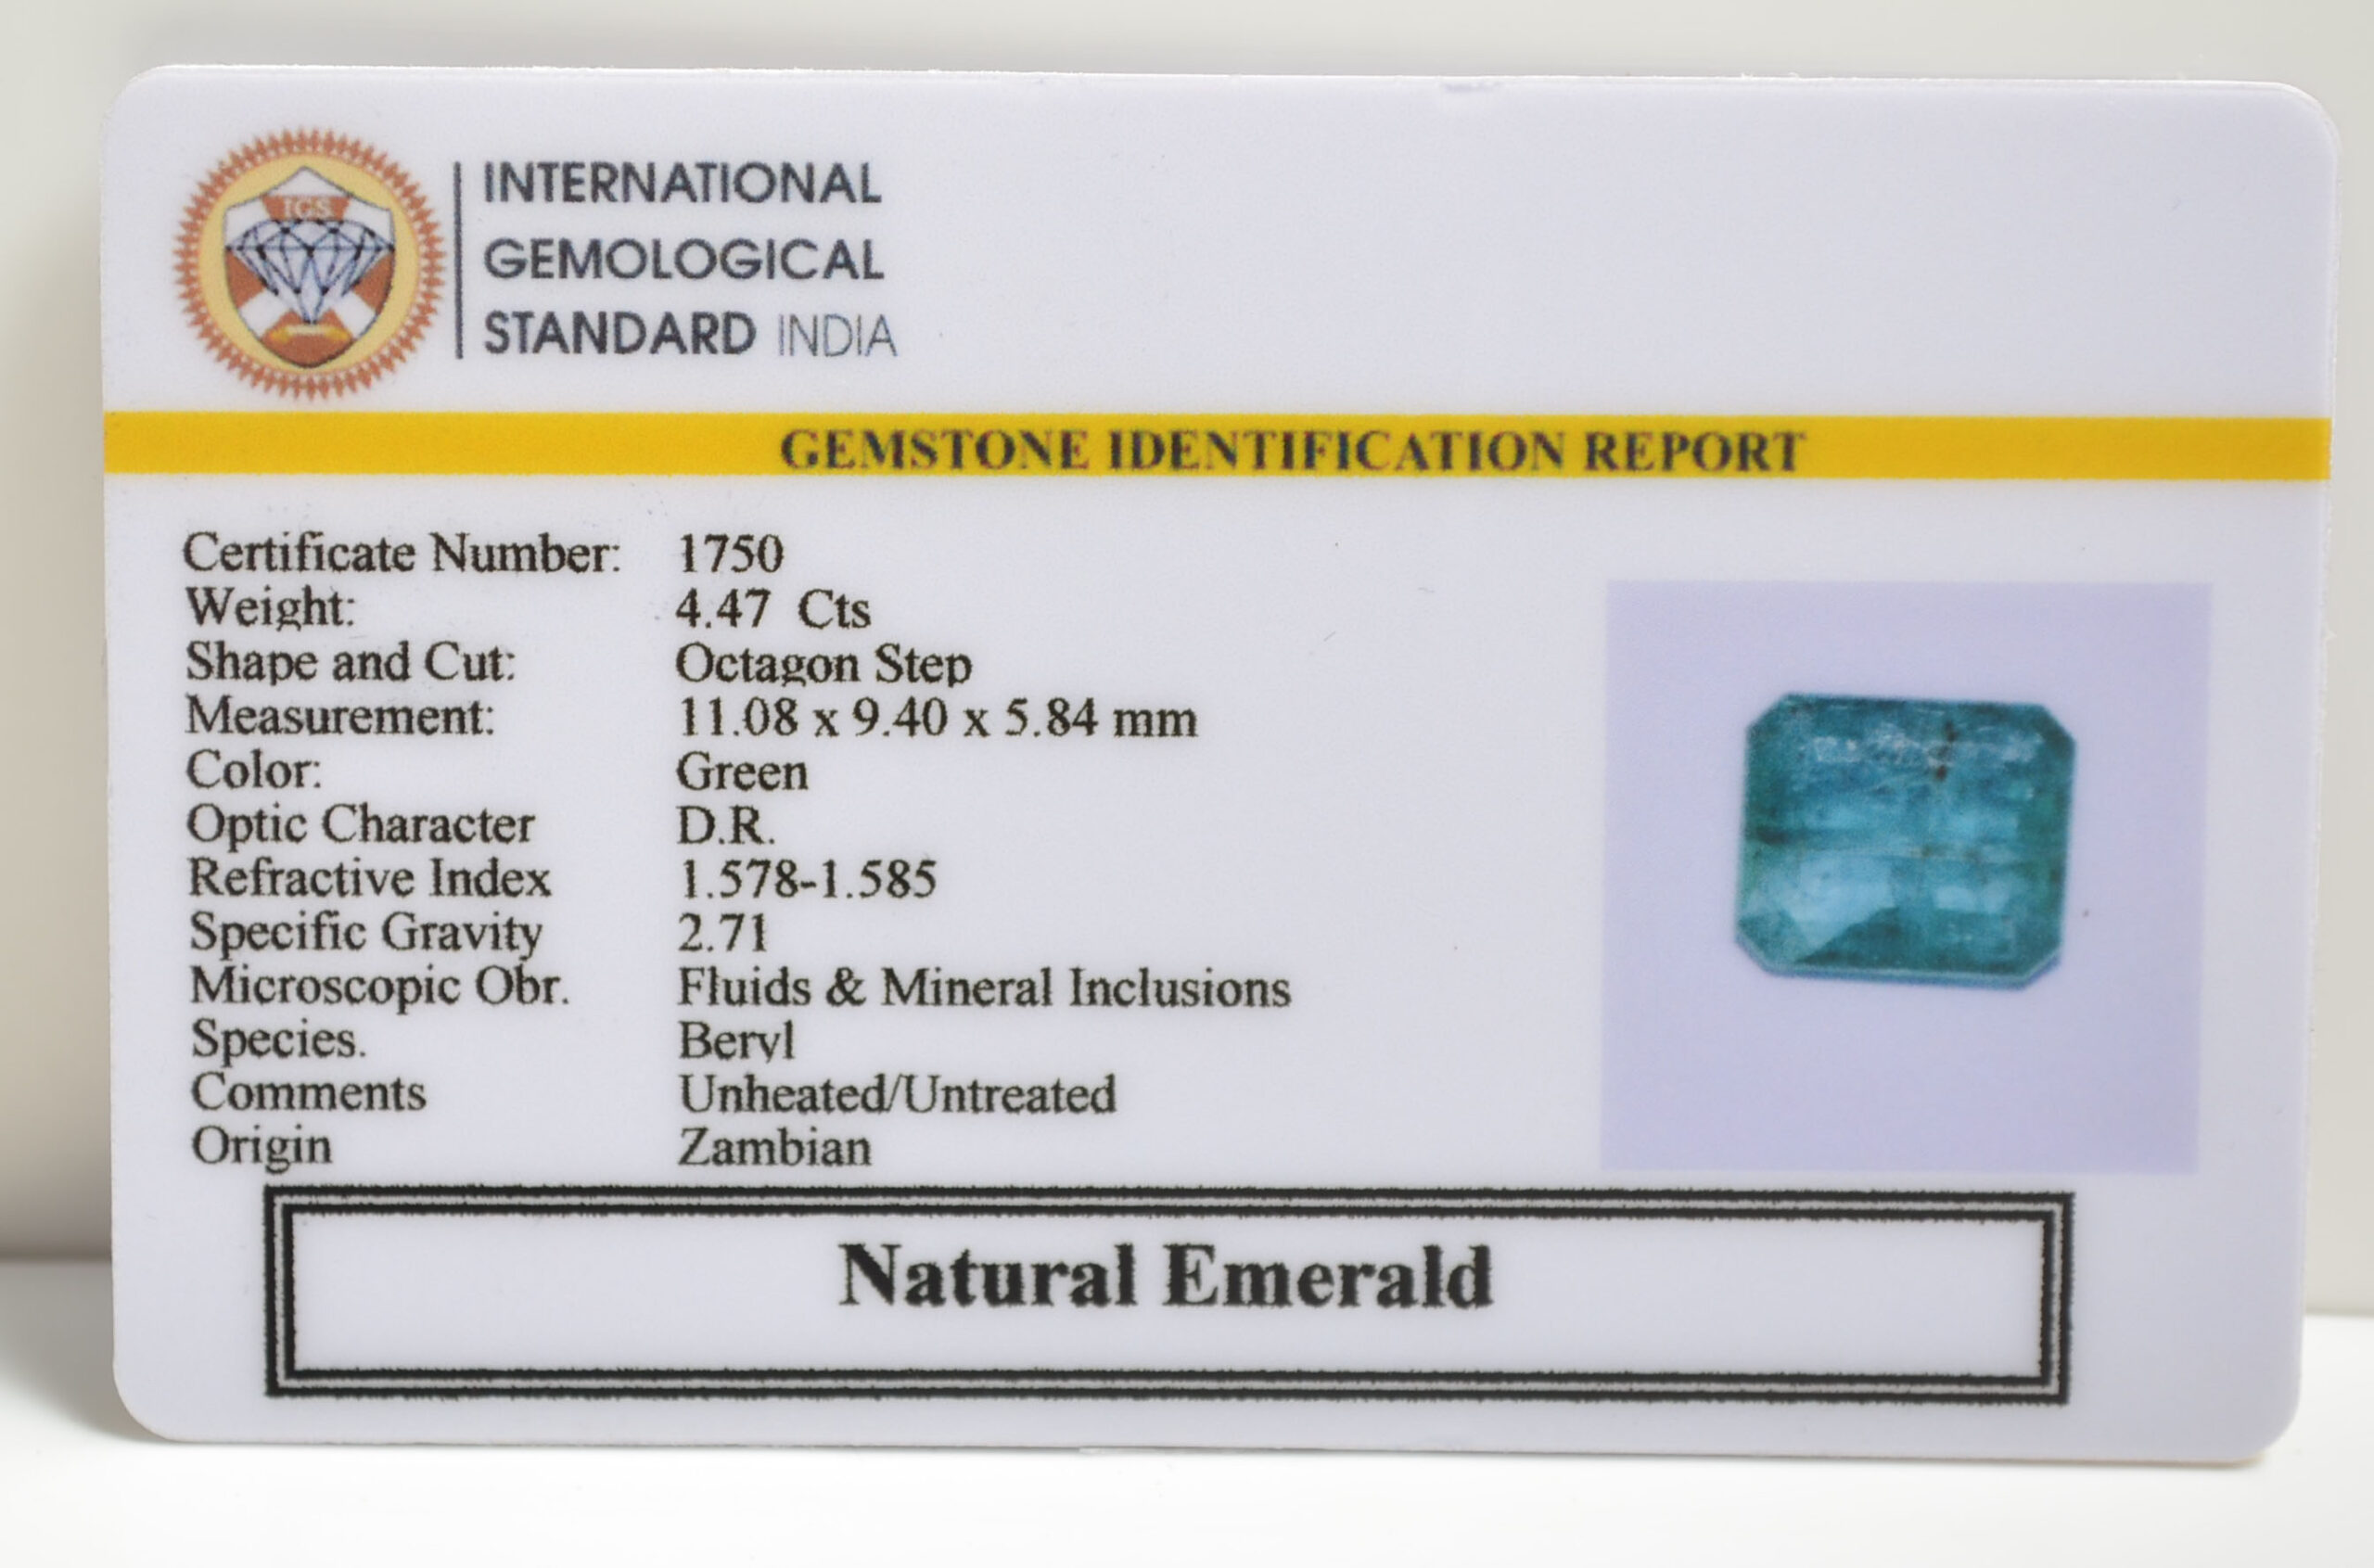 IGS
INTERNATIONAL
GEMOLOGICAL
STANDARD INDIA
GEMSTONE IDENTIFICATION REPORT
Certificate Number: 1750
Weight: 4.47 Cts
Shape and Cut: Octagon Step
Measurement: 11.08 x 9.40 x 5.84 mm
Color: Green
Optic Character D.R.
Refractive Index 1.578-1.585
Specific Gravity 2.71
Microscopic Obr. Fluids & Mineral Inclusions
Species. Beryl
Comments Unheated/Untreated
Origin Zambian
Natural Emerald